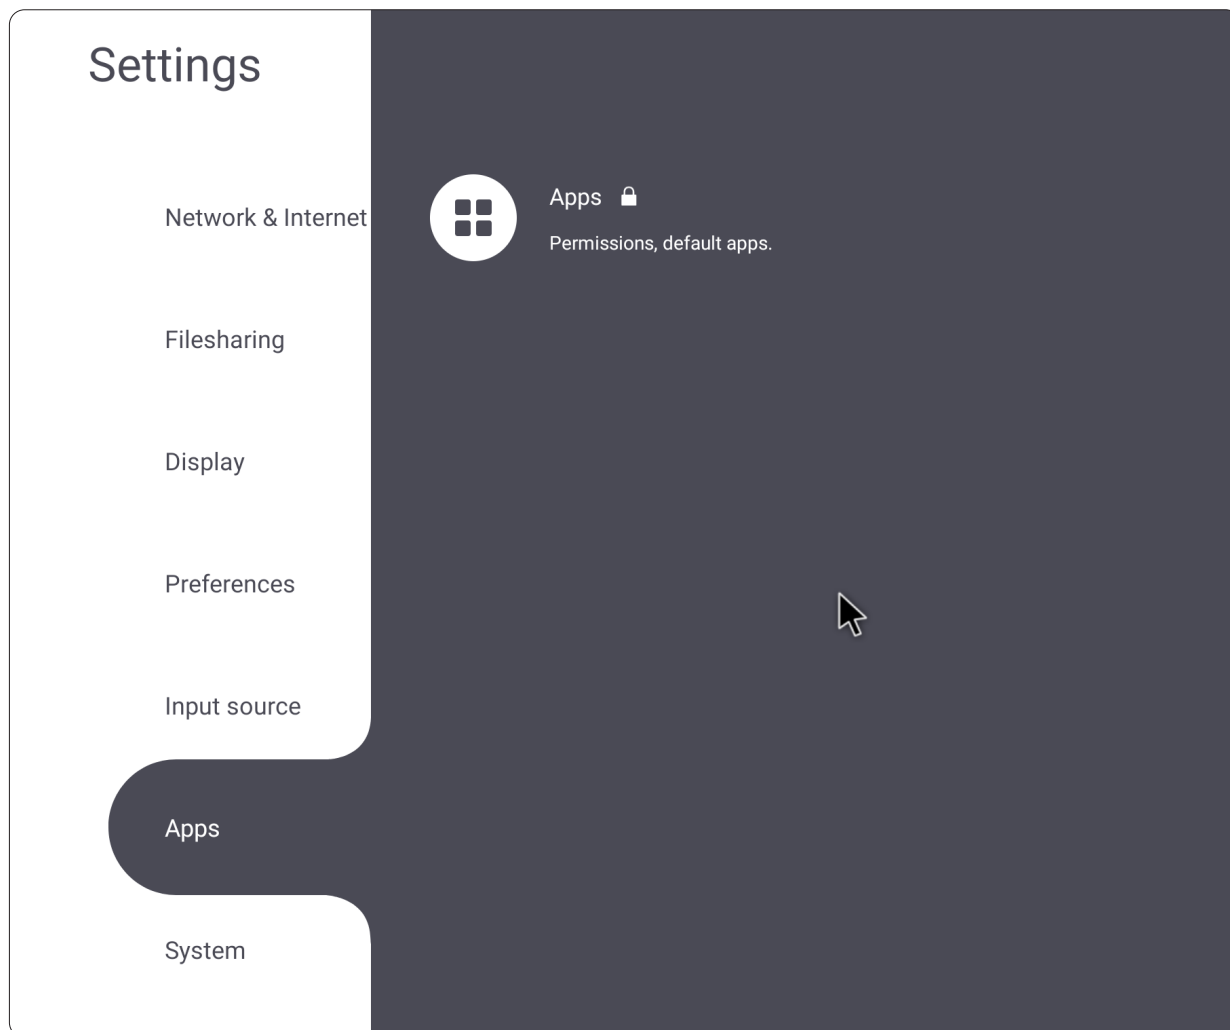 Settings
Network & Internet
Filesharing
Display
Preferences
Input source
Apps
System
Apps
Permissions, default apps.